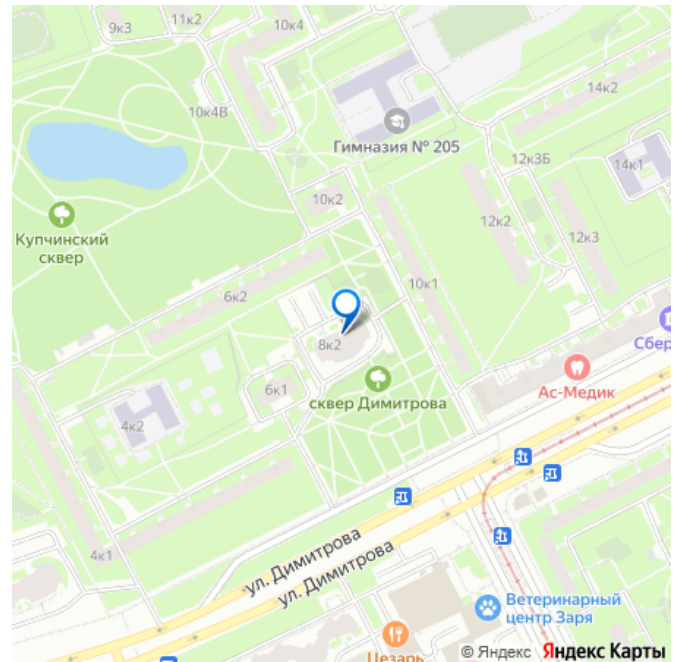 9к3
11к2
10к4
10к4В
14к2
Гимназия № 205
12к3Б
14к1
10к2
12к2
12к3
Купчинский
сквер
6к2
10к1
8к2
Сбер
Ас-Медик
6к1
сквер Димитрова
4к2
4к1
ул. Димитрова
ул. Димитрова
Ветеринарный
центр Заря
Цезарь
© Яндекс Яндекс Карты